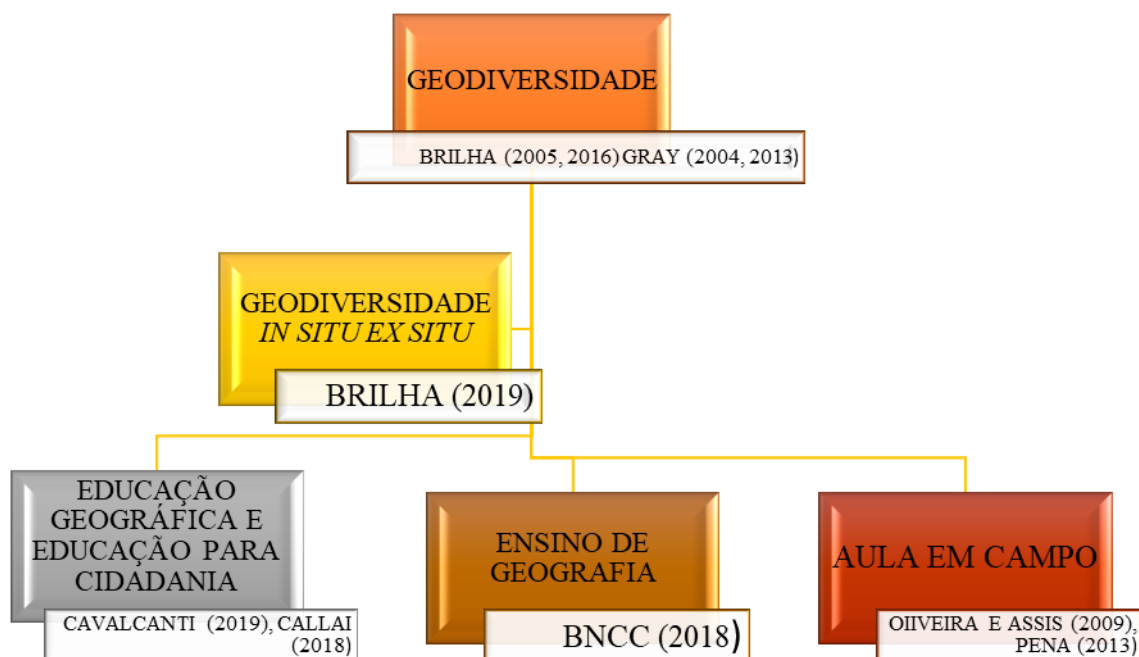 GEODIVERSIDADE
BRILHA (2005, 2016) GRAY (2004, 2013)
GEODIVERSIDADE
IN SITU EX SITU
BRILHA (2019)
EDUCAÇÃO
GEOGRÁFICA E
EDUCAÇÃO PARA
CIDADANIA
CAVALCANTI (2019), CALLAI
(2018)
ENSINO DE
GEOGRAFIA
BNCC (2018)
AULA EM CAMPO
OIIVEIRA E ASSIS (2009),
PENA (2013)